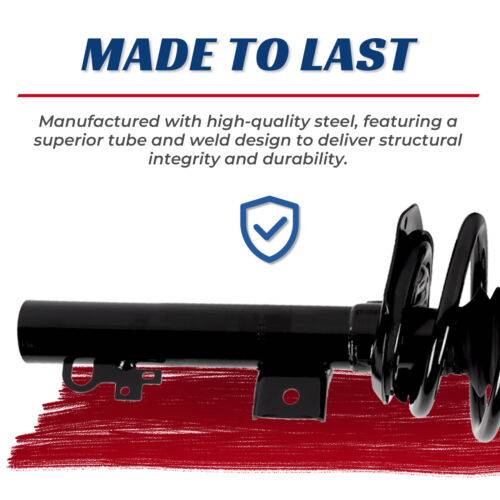 MADE TO LAST
Manufactured with high-quality steel, featuring a
superior tube and weld design to deliver structural
integrity and durability.